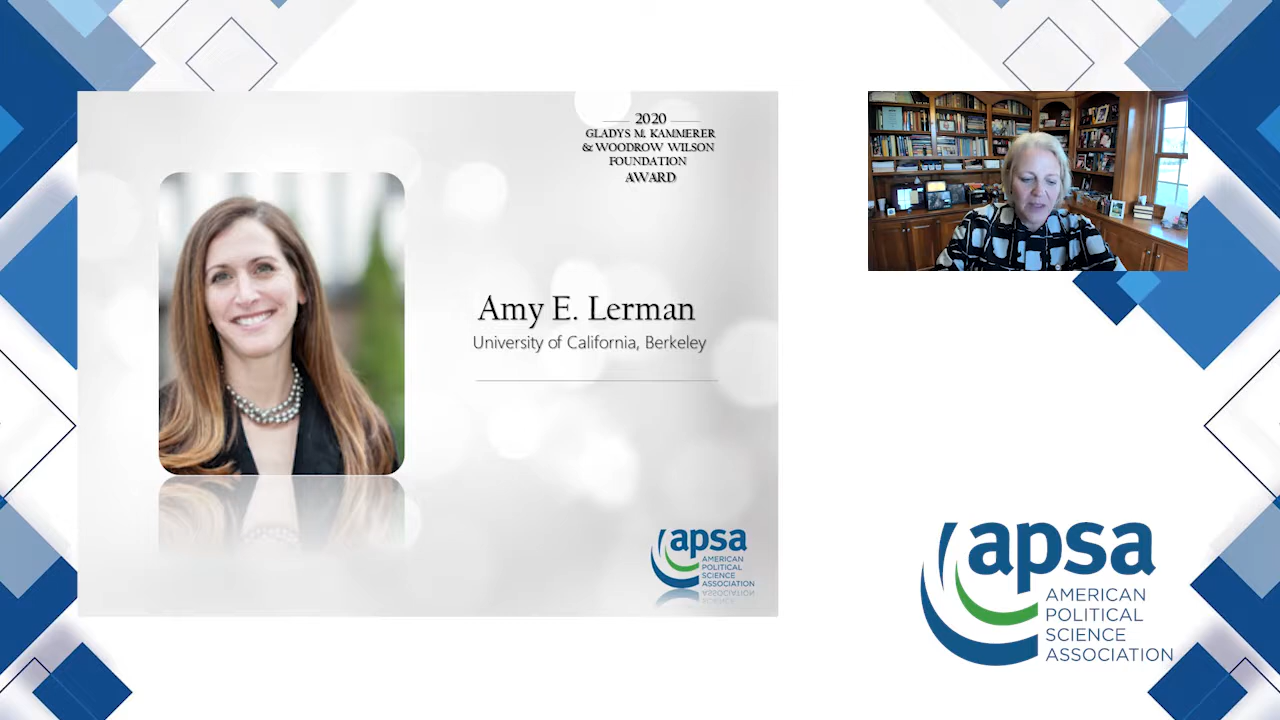 2020
GLADYS M. KAMMERER
& WOODROW WILSON
FOUNDATION
AWARD
Amy E. Lerman
University of California, Berkeley
apsa
AMERICAN
POLITICAL
SCIENCE
ASSOCIATION
apsa
AMERICAN
POLITICAL
SCIENCE
ASSOCIATION